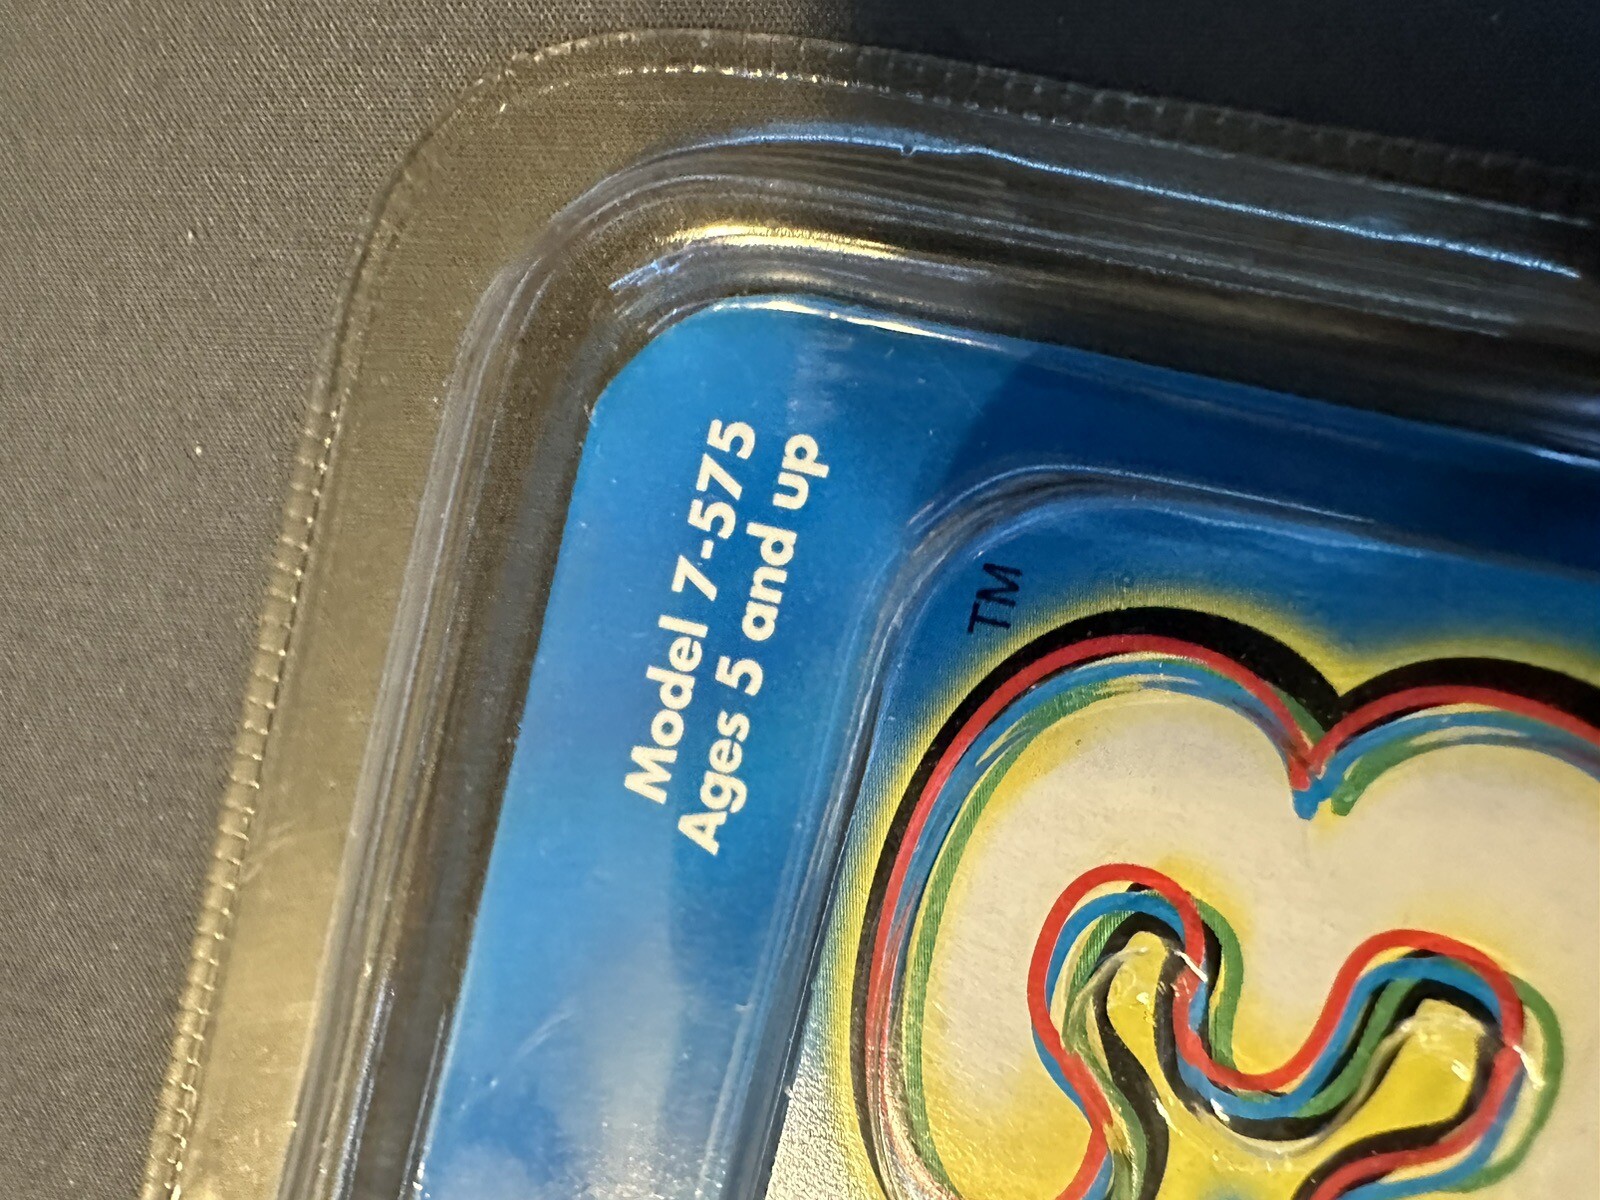 Model 7-575
Ages 5 and up
TM